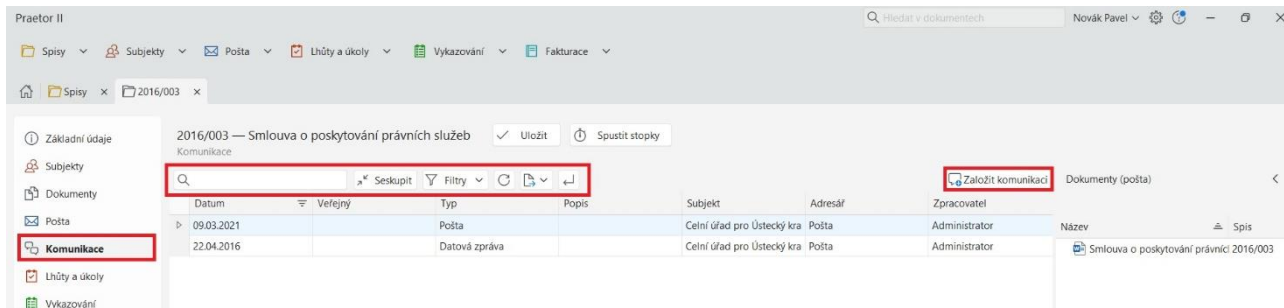 Praetor II
Hledat v dokumentech
Novák Pavel
Spisy
Subjekty
Pošta
Lhůty a úkoly
Vykazování
Fakturace
Spisy
2016/003
Základní údaje
Subjekty
Dokumenty
Pošta
Komunikace
Lhůty a úkoly
Vykazování
2016/003 — Smlouva o poskytování právních služeb
Uložit
Spustit stopky
Komunikace
Seskupit
Filtry
Založit komunikaci
Dokumenty (pošta)
Datum Veřejný Typ Popis Subjekt Adresář Zpracovatel
09.03.2021 Pošta Celní úřad pro Ústecký kra Pošta Administrator
22.04.2016 Datová zpráva Celní úřad pro Ústecký kra Pošta Administrator
Název Spis
Smlouva o poskytování právnic 2016/003